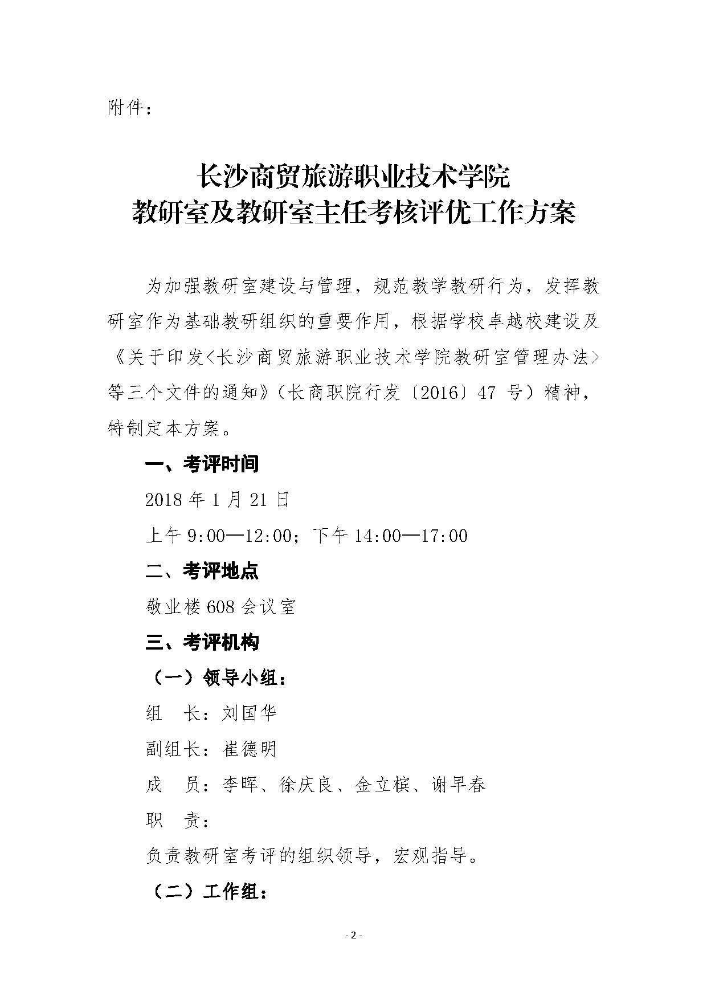 附件：
长沙商贸旅游职业技术学院
教研室及教研室主任考核评优工作方案
为加强教研室建设与管理，规范教学教研行为，发挥教
研室作为基础教研组织的重要作用，根据学校卓越校建设及
《关于印发<长沙商贸旅游职业技术学院教研室管理办法>
等三个文件的通知》（长商职院行发〔2016〕47 号）精神，
特制定本方案。
一、考评时间
2018 年 1 月 21 日
上午 9:00—12:00；下午 14:00—17:00
二、考评地点
敬业楼 608 会议室
三、考评机构
（一）领导小组：
组　长：刘国华
副组长：崔德明
成　员：李晖、徐庆良、金立槟、谢早春
职　责：
负责教研室考评的组织领导，宏观指导。
（二）工作组：
- 2 -